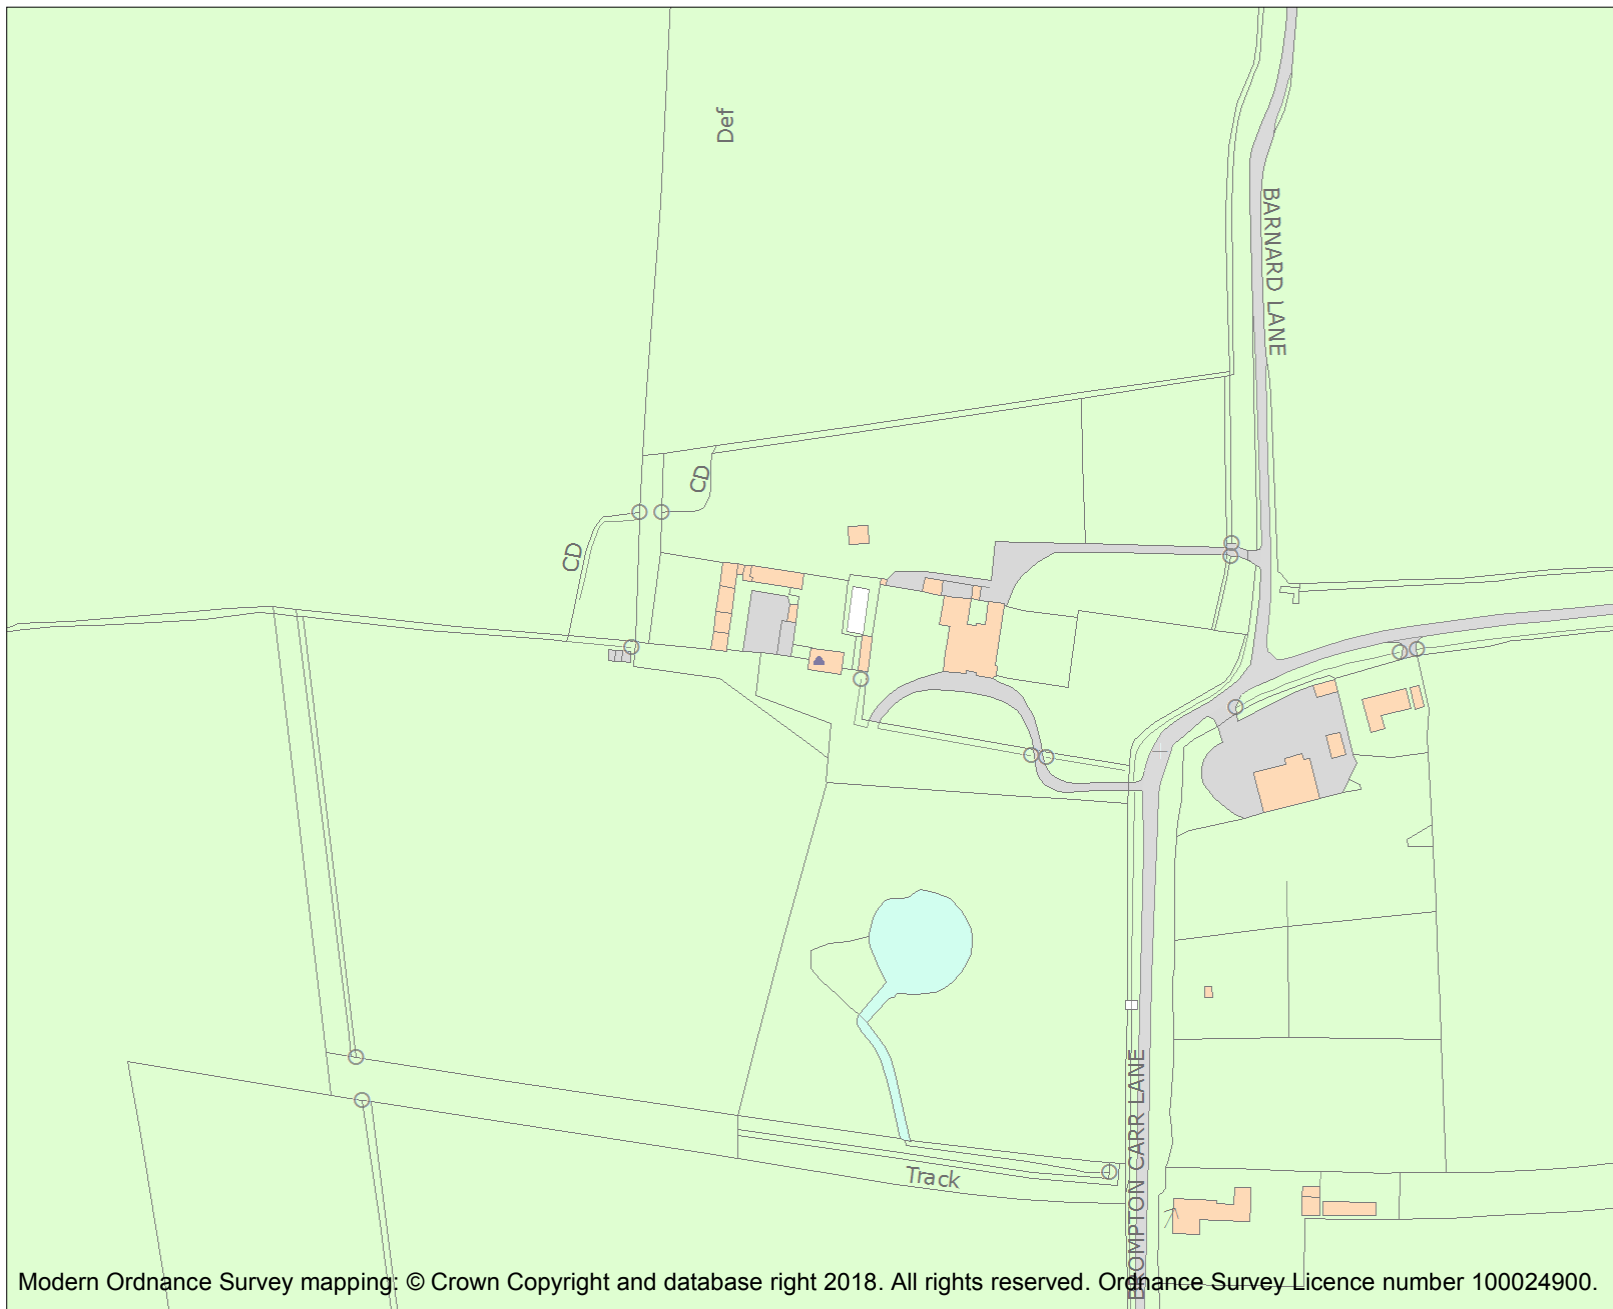 Def
BARNARD LANE
CD
CD
BROMPTON CARR LANE
Track
Modern Ordnance Survey mapping: © Crown Copyright and database right 2018. All rights reserved. Ordnance Survey Licence number 100024900.